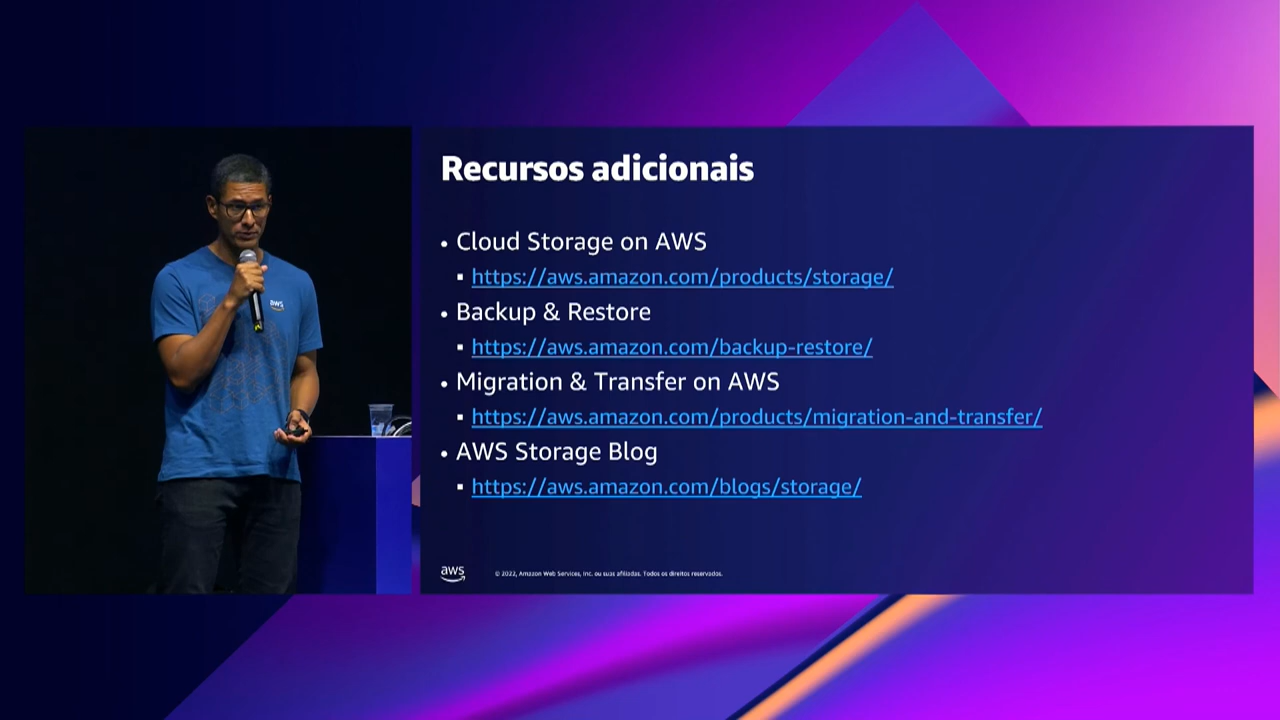 Recursos adicionais
• Cloud Storage on AWS
▪ https://aws.amazon.com/products/storage/
• Backup & Restore
▪ https://aws.amazon.com/backup-restore/
• Migration & Transfer on AWS
▪ https://aws.amazon.com/products/migration-and-transfer/
• AWS Storage Blog
▪ https://aws.amazon.com/blogs/storage/
aws
© 2022, Amazon Web Services, Inc. ou suas afiliadas. Todos os direitos reservados.
aws